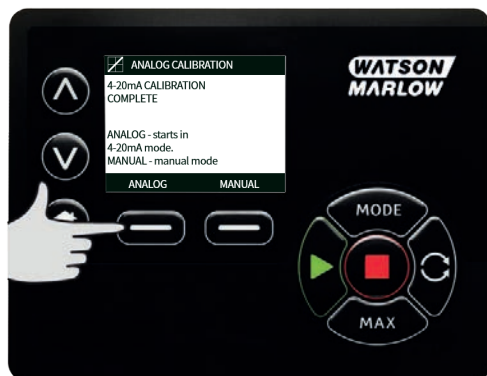 ANALOG CALIBRATION
4-20mA CALIBRATION
COMPLETE
ANALOG - starts in
4-20mA mode.
MANUAL - manual mode
ANALOG MANUAL
WATSON
MARLOW
MODE
MAX